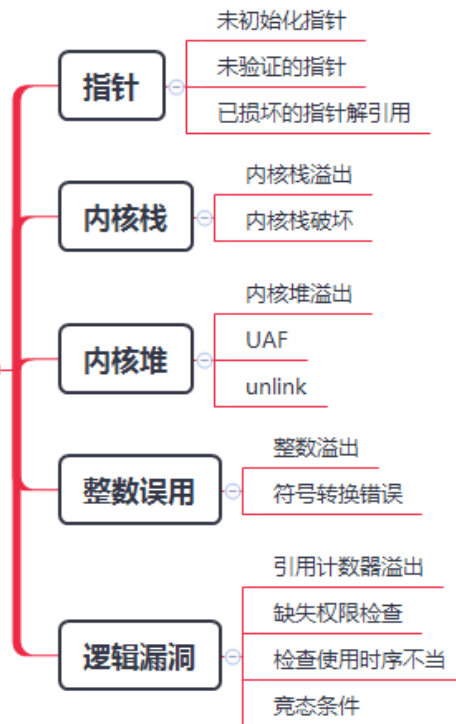 指针
未初始化指针
未验证的指针
已损坏的指针解引用
内核栈
内核栈溢出
内核栈破坏
内核堆
内核堆溢出
UAF
unlink
整数误用
整数溢出
符号转换错误
逻辑漏洞
引用计数器溢出
缺失权限检查
检查使用时序不当
竞态条件